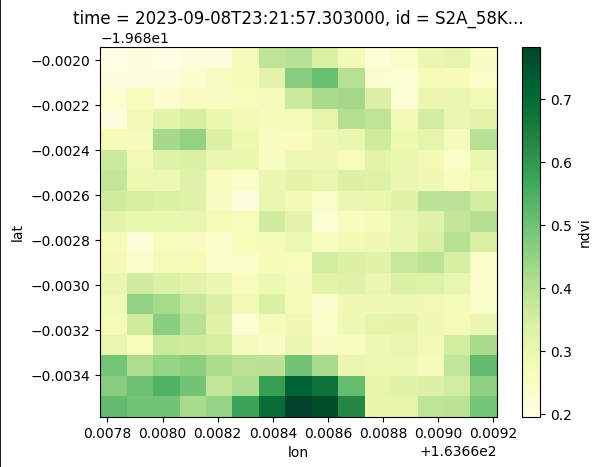 time = 2023-09-08T23:21:57.303000, id = S2A_58K...
−1.968e1
−0.0020
−0.0022
−0.0024
−0.0026
−0.0028
−0.0030
−0.0032
−0.0034
lat
0.0078 0.0080 0.0082 0.0084 0.0086 0.0088 0.0090 0.0092
lon
+1.6366e2
0.7
0.6
0.5
0.4
0.3
0.2
ndvi